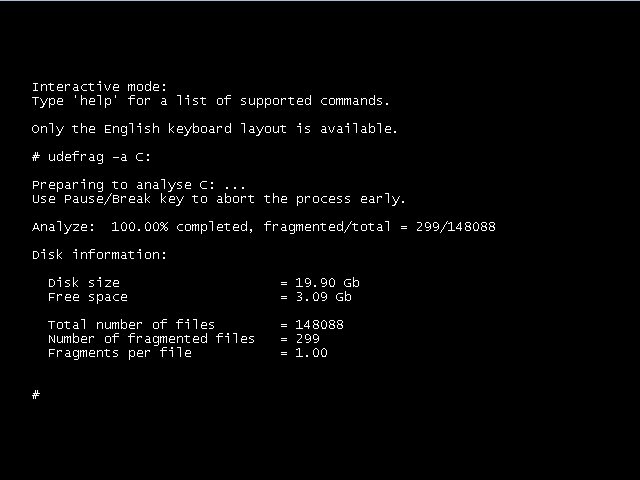 Interactive mode:
Type 'help' for a list of supported commands.
Only the English keyboard layout is available.
# udefrag -a C:
Preparing to analyse C: ...
Use Pause/Break key to abort the process early.
Analyze:  100.00% completed, fragmented/total = 299/148088
Disk information:
Disk size = 19.90 Gb
Free space = 3.09 Gb
Total number of files = 148088
Number of fragmented files = 299
Fragments per file = 1.00
#